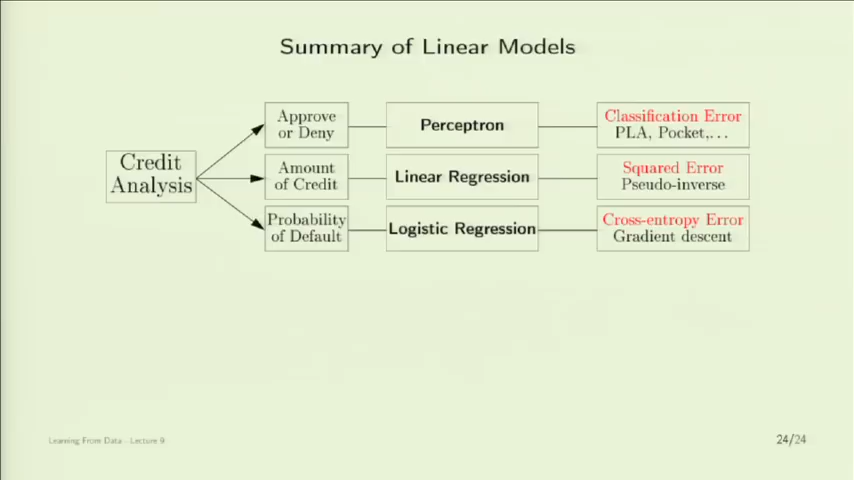 Summary of Linear Models
Credit
Analysis
Approve
or Deny
Perceptron
Classification Error
PLA, Pocket,...
Amount
of Credit
Linear Regression
Squared Error
Pseudo-inverse
Probability
of Default
Logistic Regression
Cross-entropy Error
Gradient descent
Learning From Data - Lecture 9
24/24